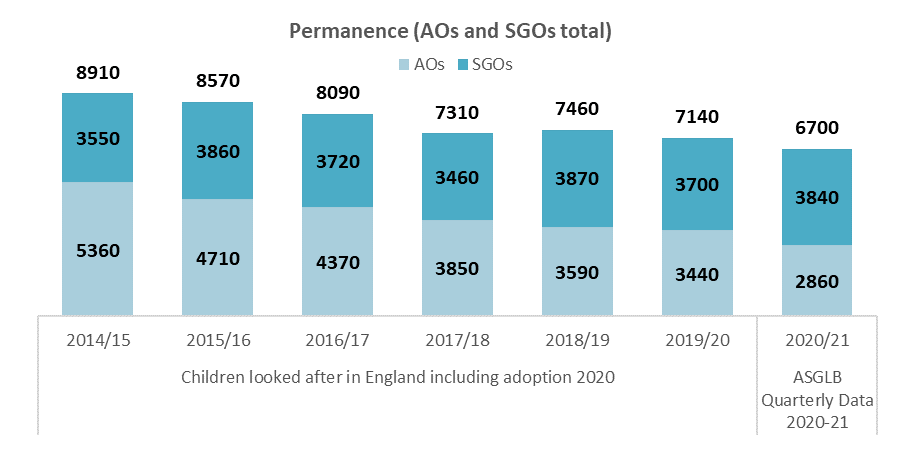 Permanence (AOs and SGOs total)
AOs SGOs
8910 8570 8090 7310 7460 7140 6700
3550 3860 3720 3460 3870 3700 3840
5360 4710 4370 3850 3590 3440 2860
2014/15 2015/16 2016/17 2017/18 2018/19 2019/20 2020/21
Children looked after in England including adoption 2020
ASGLB
Quarterly Data
2020-21